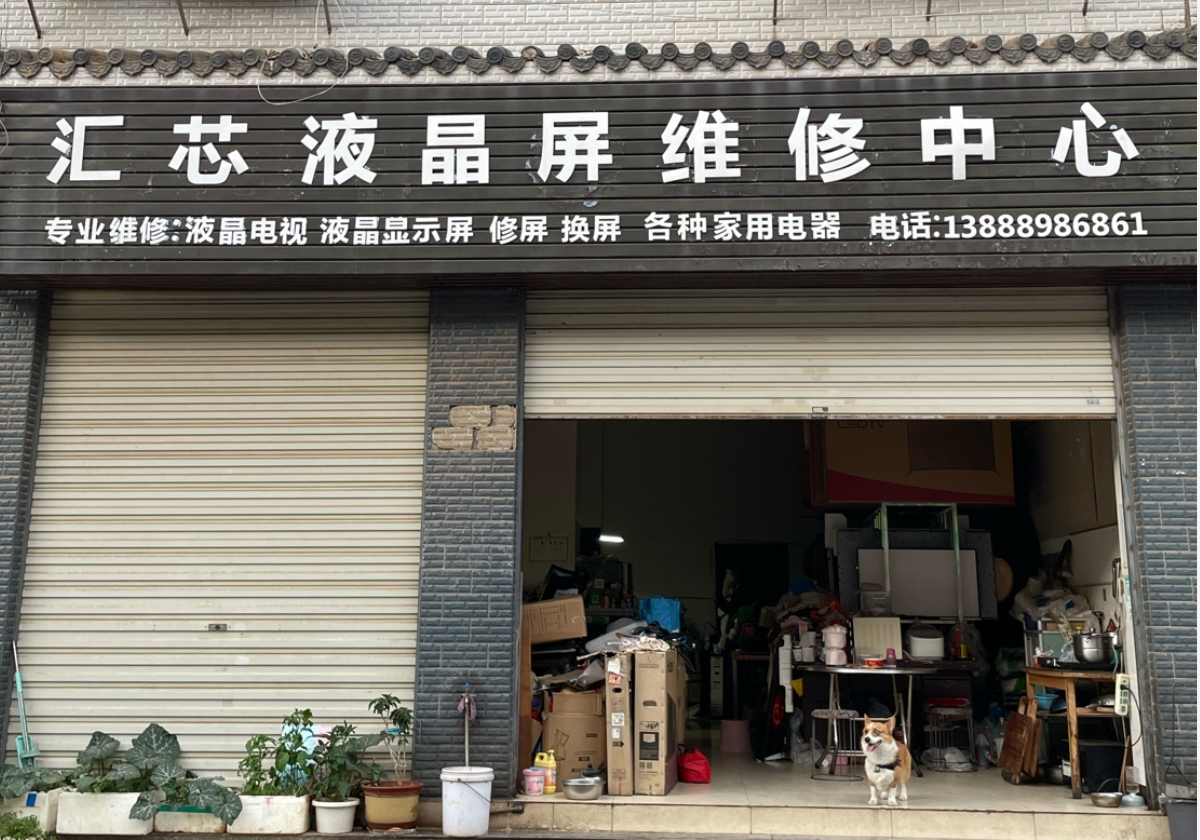 汇芯液晶屏维修中心
专业维修:液晶电视 液晶显示屏 修屏 换屏 各种家用电器 电话:13888986861
LEDTV